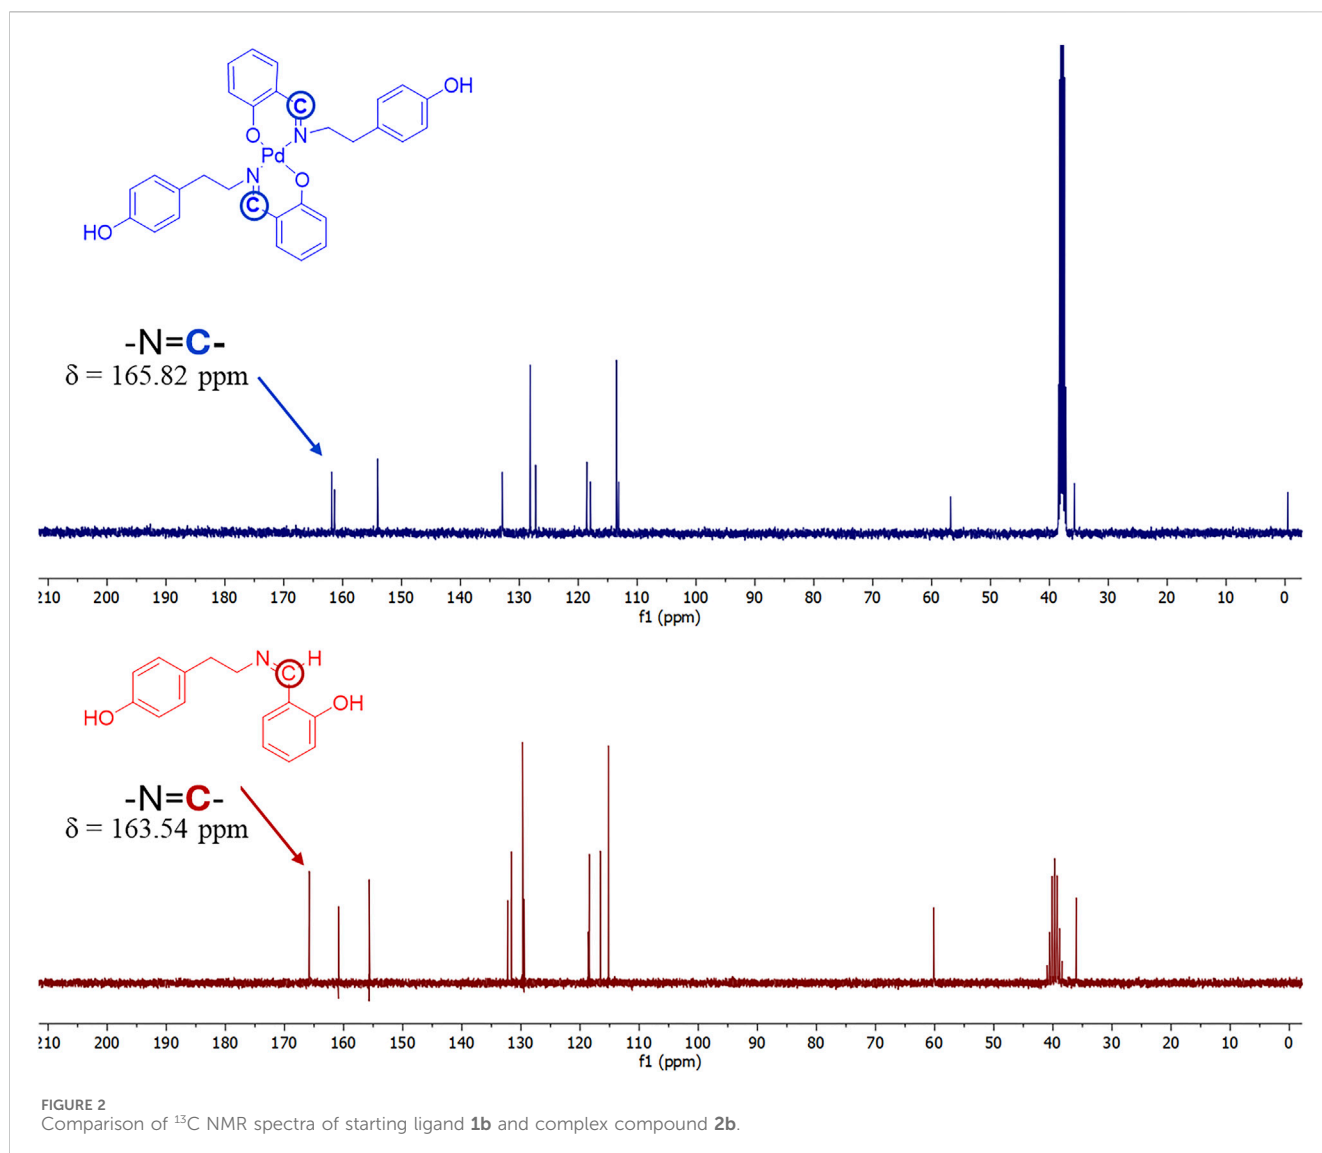 OH
C
O
N
Pd
N
O
C
HO
-N=C-
δ = 165.82 ppm
210 200 190 180 170 160 150 140 130 120 110 100 90 80 70 60 50 40 30 20 10 0
f1 (ppm)
N
H
C
OH
HO
-N=C-
δ = 163.54 ppm
210 200 190 180 170 160 150 140 130 120 110 100 90 80 70 60 50 40 30 20 10 0
f1 (ppm)
FIGURE 2
Comparison of ¹³C NMR spectra of starting ligand 1b and complex compound 2b.